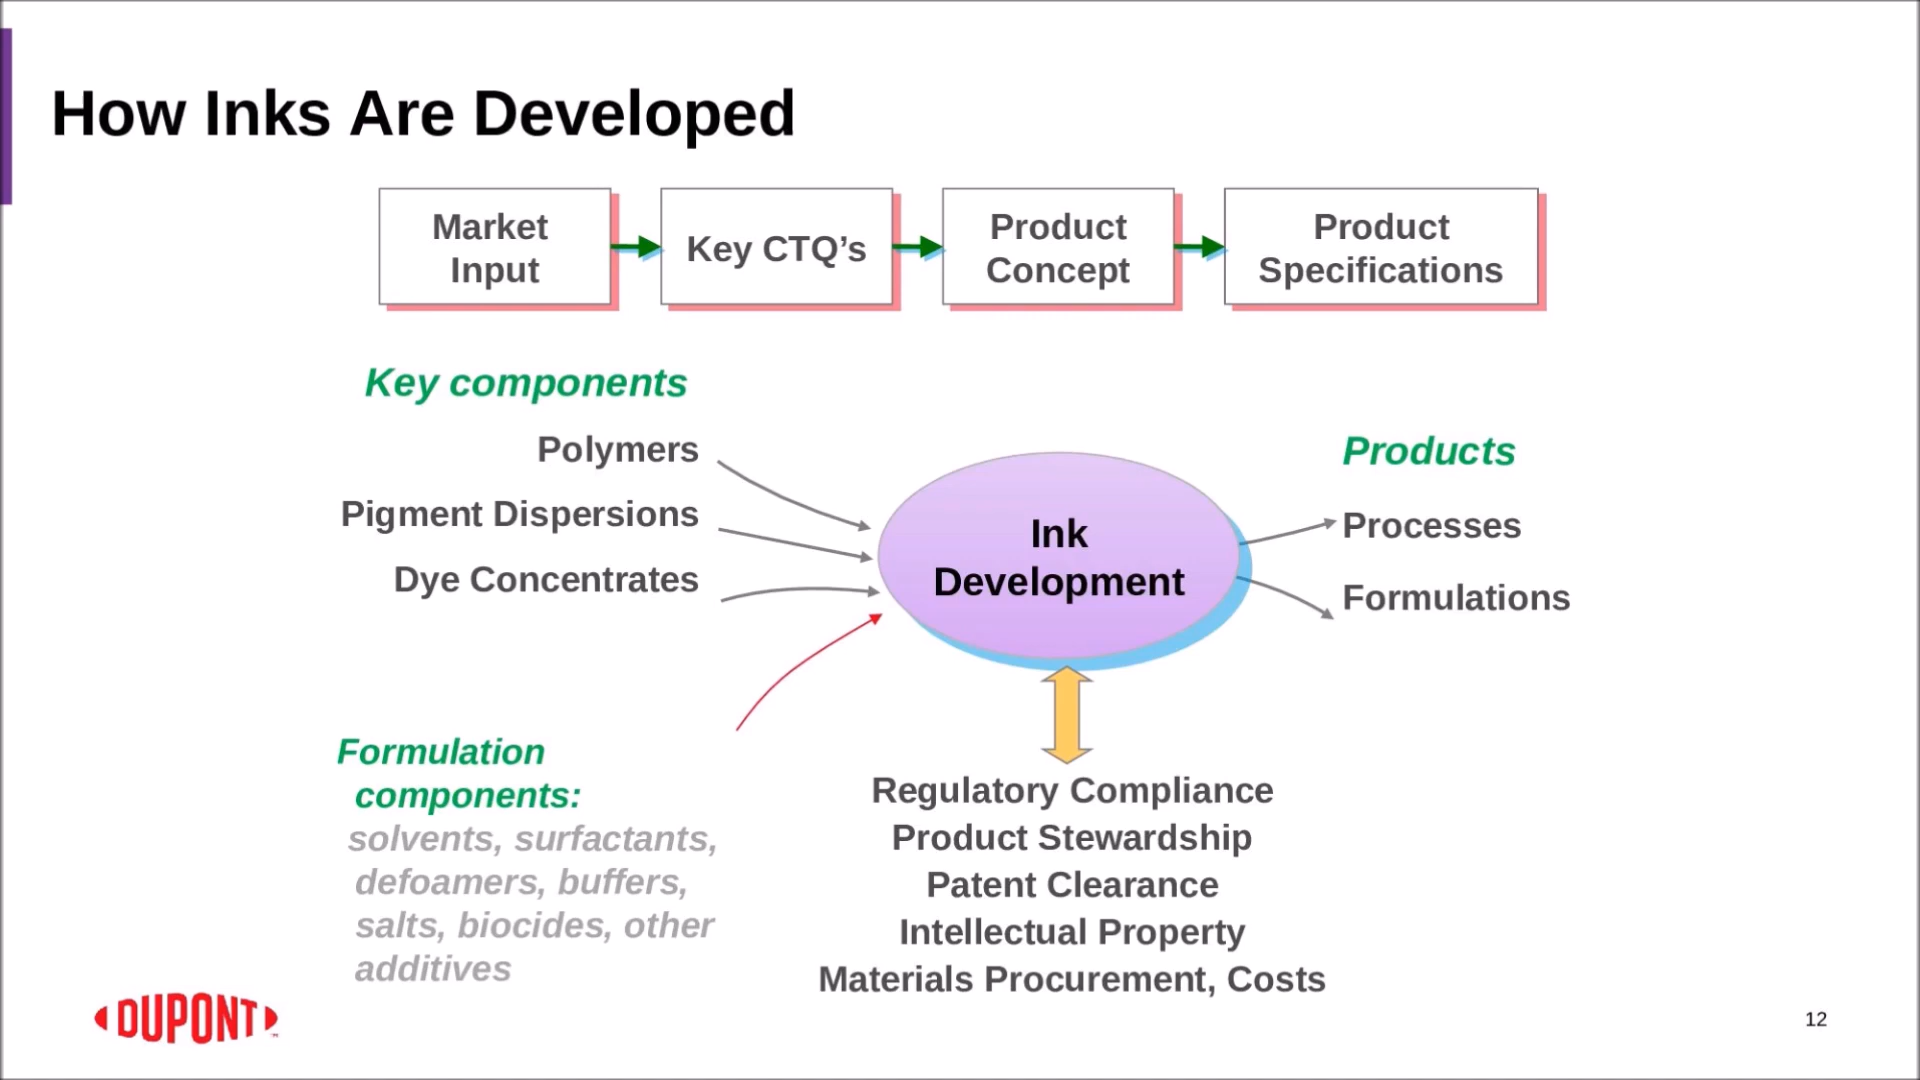 How Inks Are Developed
Market
Input
Key CTQ’s
Product
Concept
Product
Specifications
Key components
Polymers
Pigment Dispersions
Dye Concentrates
Ink
Development
Products
Processes
Formulations
Formulation
components:
solvents, surfactants,
defoamers, buffers,
salts, biocides, other
additives
Regulatory Compliance
Product Stewardship
Patent Clearance
Intellectual Property
Materials Procurement, Costs
DUPONT
12